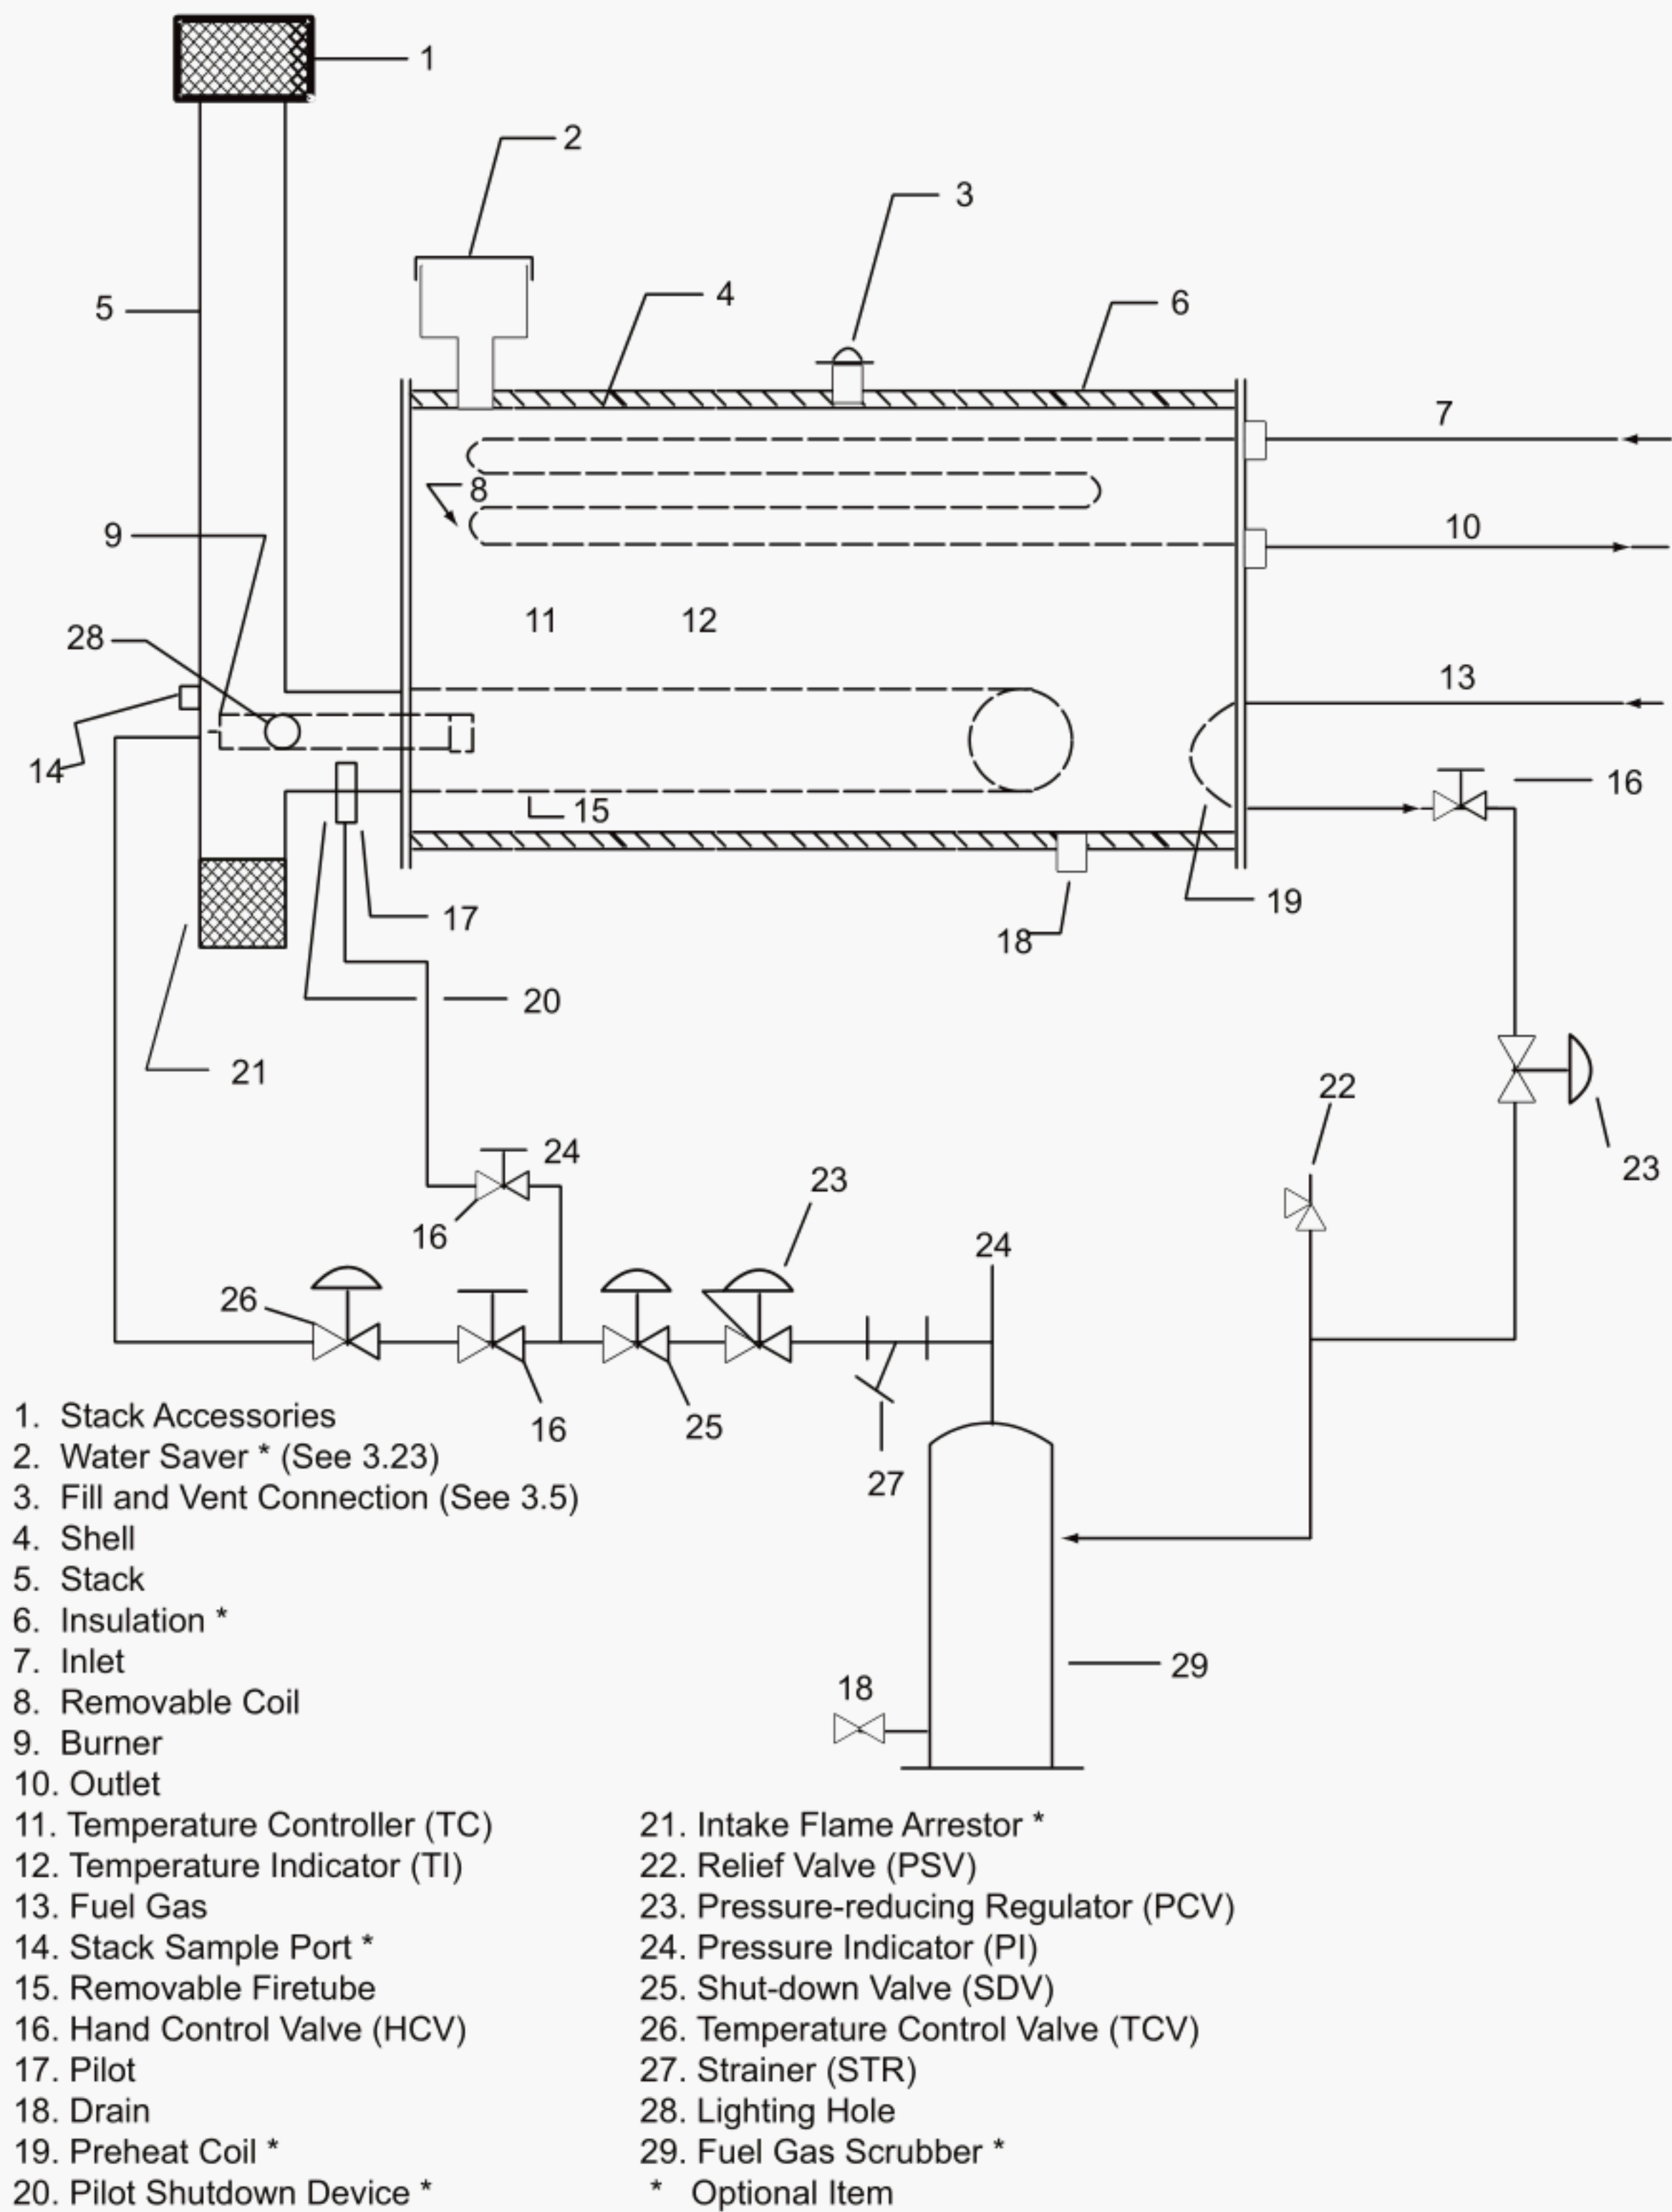 1
2
3
4
6
5
7
8
10
9
11 12
28
13
14
15
16
17
19
18
20
21
22
23
24
23
16
24
26
16
25
27
29
18
1. Stack Accessories
2. Water Saver * (See 3.23)
3. Fill and Vent Connection (See 3.5)
4. Shell
5. Stack
6. Insulation *
7. Inlet
8. Removable Coil
9. Burner
10. Outlet
11. Temperature Controller (TC)
12. Temperature Indicator (TI)
13. Fuel Gas
14. Stack Sample Port *
15. Removable Firetube
16. Hand Control Valve (HCV)
17. Pilot
18. Drain
19. Preheat Coil *
20. Pilot Shutdown Device *
21. Intake Flame Arrestor *
22. Relief Valve (PSV)
23. Pressure-reducing Regulator (PCV)
24. Pressure Indicator (PI)
25. Shut-down Valve (SDV)
26. Temperature Control Valve (TCV)
27. Strainer (STR)
28. Lighting Hole
29. Fuel Gas Scrubber *
* Optional Item